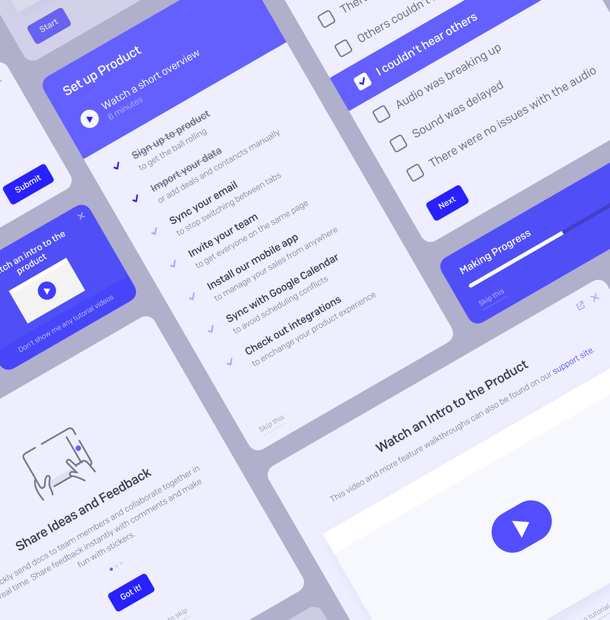 Start
Submit
Watch an intro to the
product
Don't show me any tutorial videos
Set up Product
Watch a short overview
6 minutes
Sign up to product
to get the ball rolling
Import your data
or add deals and contancts manually
Sync your email
to stop switching between tabs
Invite your team
to get everyone on the same page
Install our mobile app
to manage your sales from anywhere
Sync with Google Calendar
to avoid scheduling conflicts
Check out integrations
to enchange your product experience
Skip this
Others couldn't
I couldn't hear others
Audio was breaking up
Sound was delayed
There were no issues with the audio
Next
Making Progress
Skip this
Share Ideas and Feedback
send docs to team members and collaborate together in
real time. Share feedback instantly with comments and make
fun with stickers.
Got it!
to skip
Watch an Intro to the Product
This video and more feature walkthroughs can also be found on our support site.